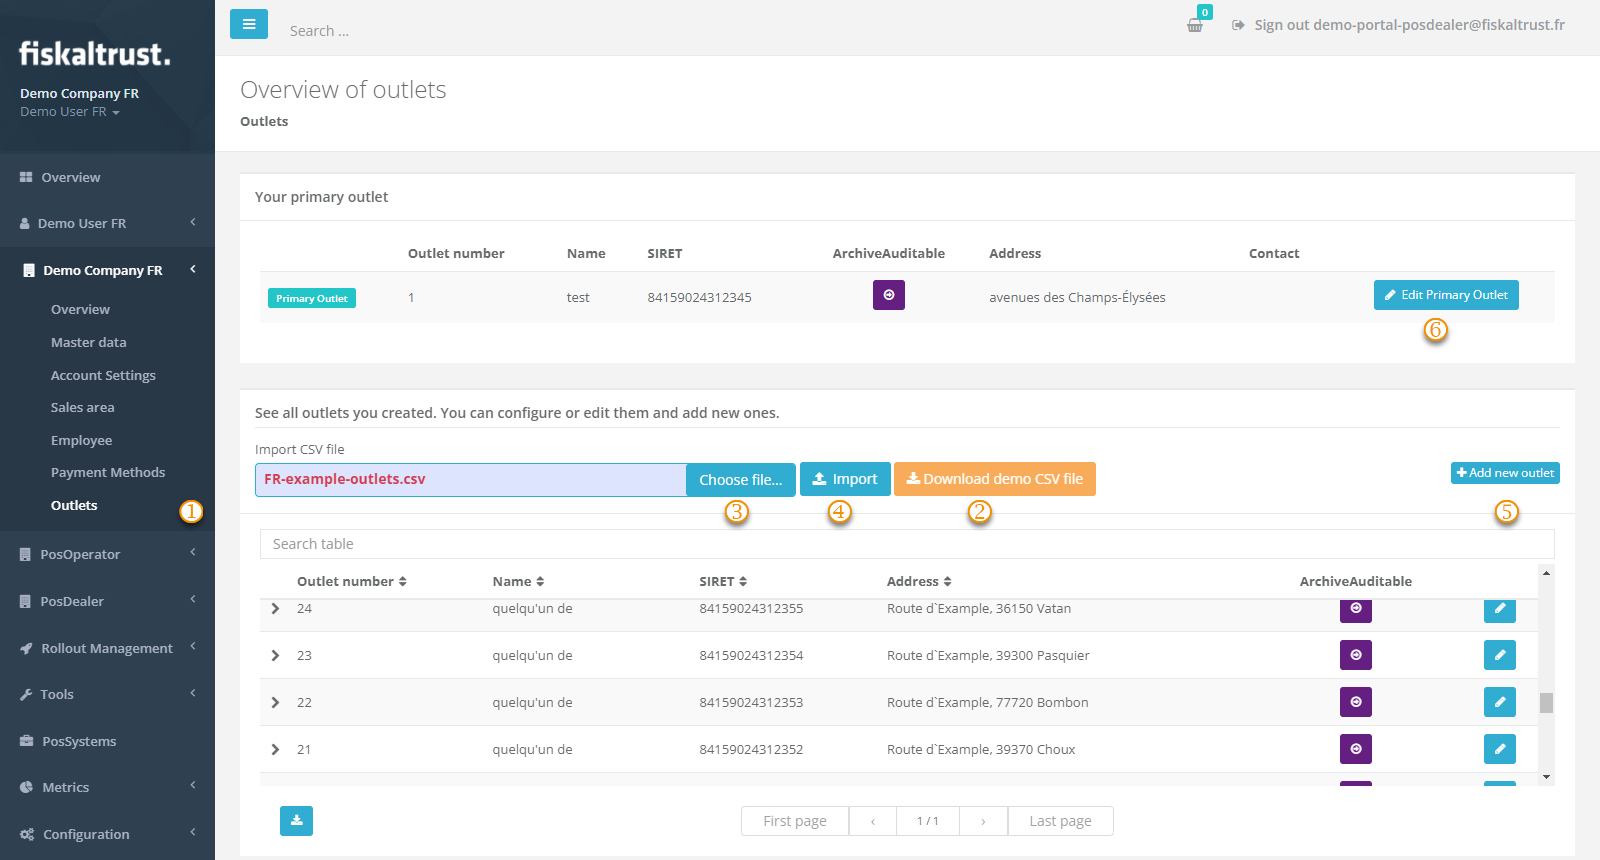 fiskaltrust.
Demo Company FR
Demo User FR
Overview
Demo User FR
Demo Company FR
Overview
Master data
Account Settings
Sales area
Employee
Payment Methods
Outlets
1
PosOperator
PosDealer
Rollout Management
Tools
PosSystems
Metrics
Configuration
Search ...
0
Sign out demo-portal-posdealer@fiskaltrust.fr
Overview of outlets
Outlets
Your primary outlet
Outlet number Name SIRET ArchiveAuditable Address Contact
Primary Outlet 1 test 84159024312345 avenues des Champs-Élysées Edit Primary Outlet
6
See all outlets you created. You can configure or edit them and add new ones.
Import CSV file
FR-example-outlets.csv Choose file... Import Download demo CSV file Add new outlet
3 4 2 5
Search table
Outlet number Name SIRET Address ArchiveAuditable
24 quelqu'un de 84159024312355 Route d`Example, 36150 Vatan
23 quelqu'un de 84159024312354 Route d`Example, 39300 Pasquier
22 quelqu'un de 84159024312353 Route d`Example, 77720 Bombon
21 quelqu'un de 84159024312352 Route d`Example, 39370 Choux
First page ‹ 1 / 1 › Last page